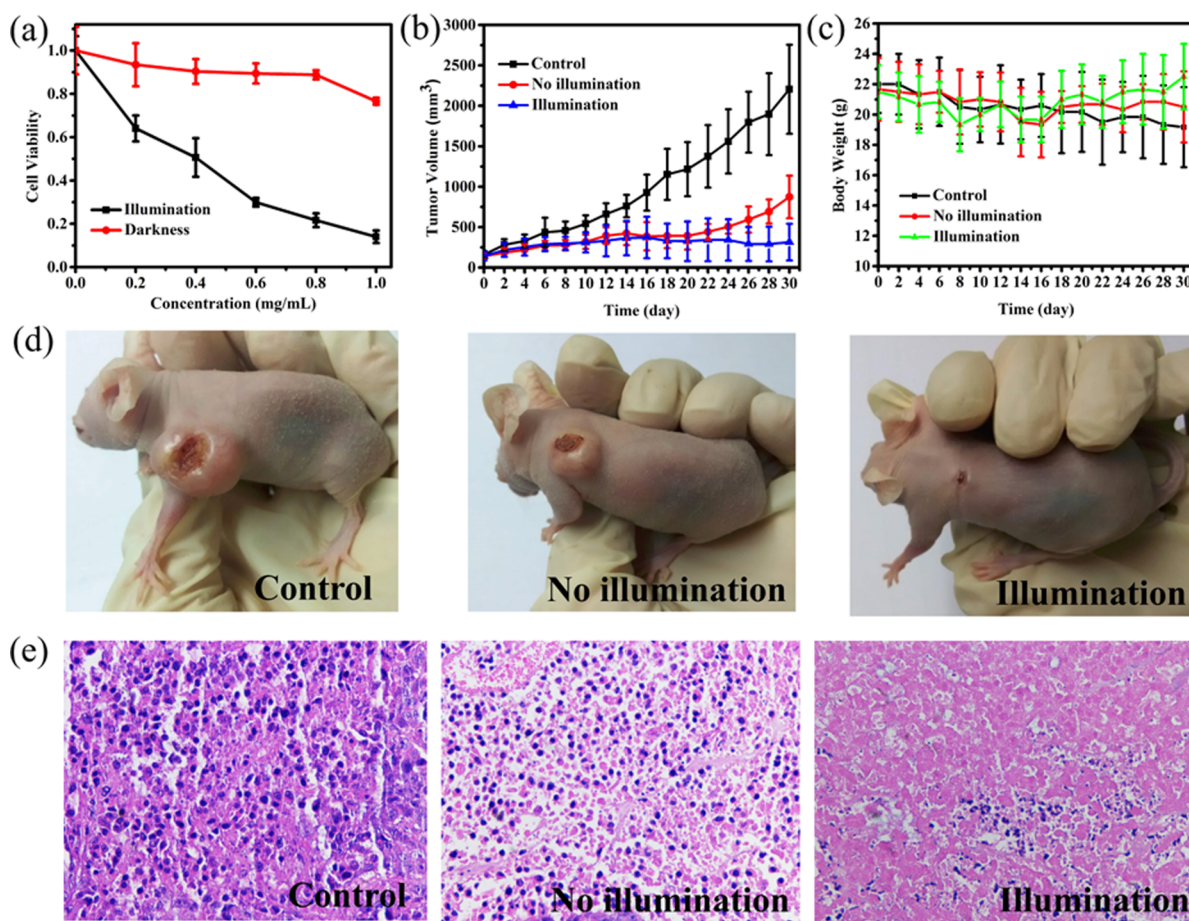 (a)
Cell Viability
1.0
0.8
0.6
0.4
0.2
0.0
Illumination
Darkness
0.0 0.2 0.4 0.6 0.8 1.0
Concentration (mg/mL)
(b)
Tumor Volume (mm³)
3000
2500
2000
1500
1000
500
0
Control
No illumination
Illumination
0 2 4 6 8 10 12 14 16 18 20 22 24 26 28 30
Time (day)
(c)
Body Weight (g)
26
24
22
20
18
16
14
12
10
Control
No illumination
Illumination
0 2 4 6 8 10 12 14 16 18 20 22 24 26 28 30
Time (day)
(d)
Control
No illumination
Illumination
(e)
Control
No illumination
Illumination